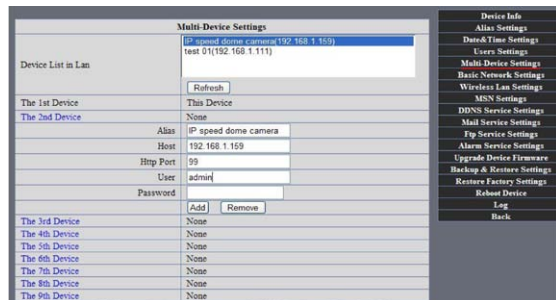 Multi-Device Settings
Device List in Lan
IP speed dome camera(192.168.1.159)
test 01(192.168.1.111)
Refresh
The 1st Device This Device
The 2nd Device None
Alias IP speed dome camera
Host 192.168.1.159
Http Port 99
User admin
Password
Add Remove
The 3rd Device None
The 4th Device None
The 5th Device None
The 6th Device None
The 7th Device None
The 8th Device None
The 9th Device None
Device Info
Alias Settings
Date&Time Settings
Users Settings
Multi-Device Settings
Basic Network Settings
Wireless Lan Settings
MSN Settings
DDNS Service Settings
Mail Service Settings
Ftp Service Settings
Alarm Service Settings
Upgrade Device Firmware
Backup & Restore Settings
Restore Factory Settings
Reboot Device
Log
Back